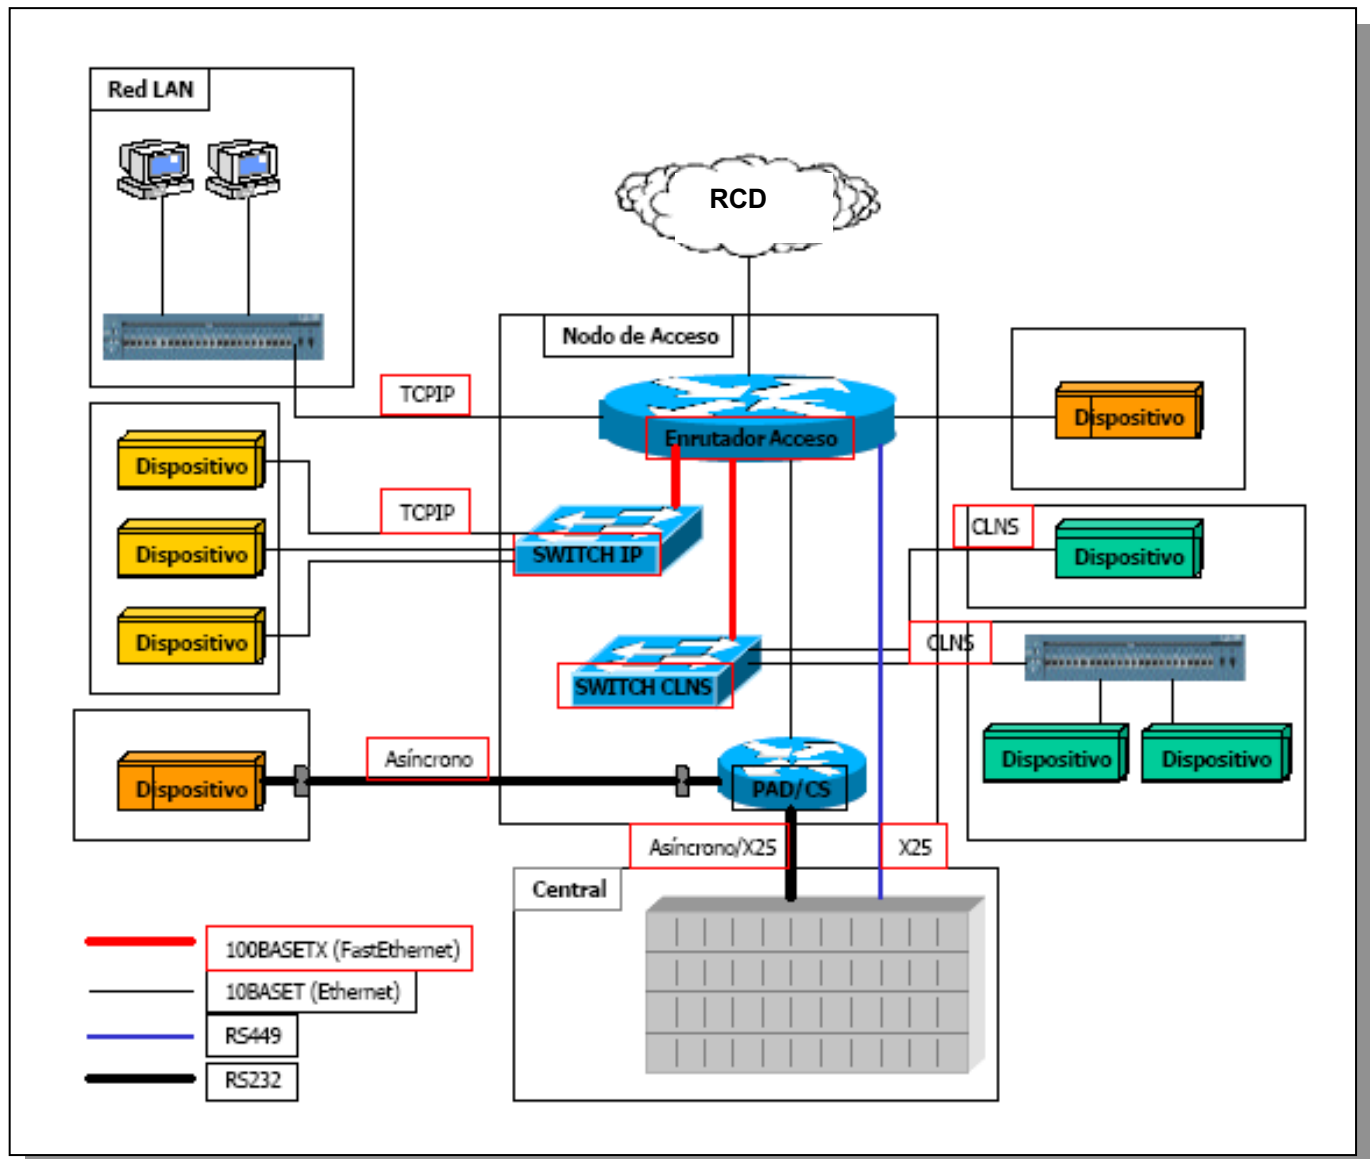 Red LAN
RCD
Nodo de Acceso
TCPIP
Dispositivo
Enrutador Acceso
Dispositivo
TCPIP
CLNS
Dispositivo
SWITCH IP
Dispositivo
Dispositivo
CLNS
SWITCH CLNS
Asíncrono
Dispositivo
Dispositivo
Dispositivo
PAD/CS
Asíncrono/X25
X25
Central
100BASETX (FastEthernet)
10BASET (Ethernet)
RS449
RS232